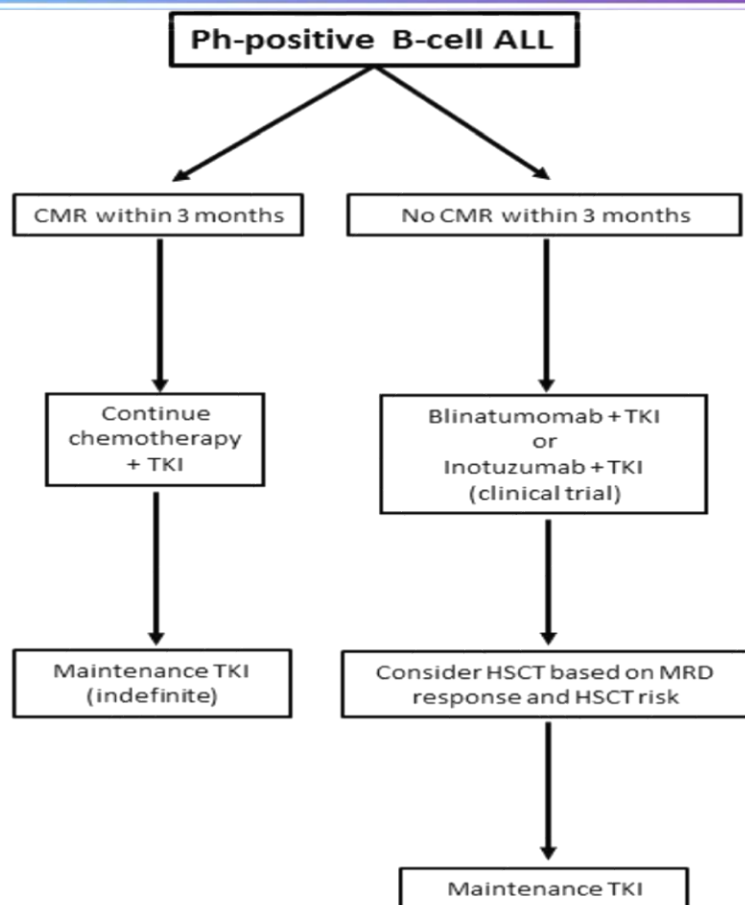 Ph-positive B-cell ALL
CMR within 3 months
No CMR within 3 months
Continue
chemotherapy
+ TKI
Blinatumomab + TKI
or
Inotuzumab + TKI
(clinical trial)
Maintenance TKI
(indefinite)
Consider HSCT based on MRD
response and HSCT risk
Maintenance TKI